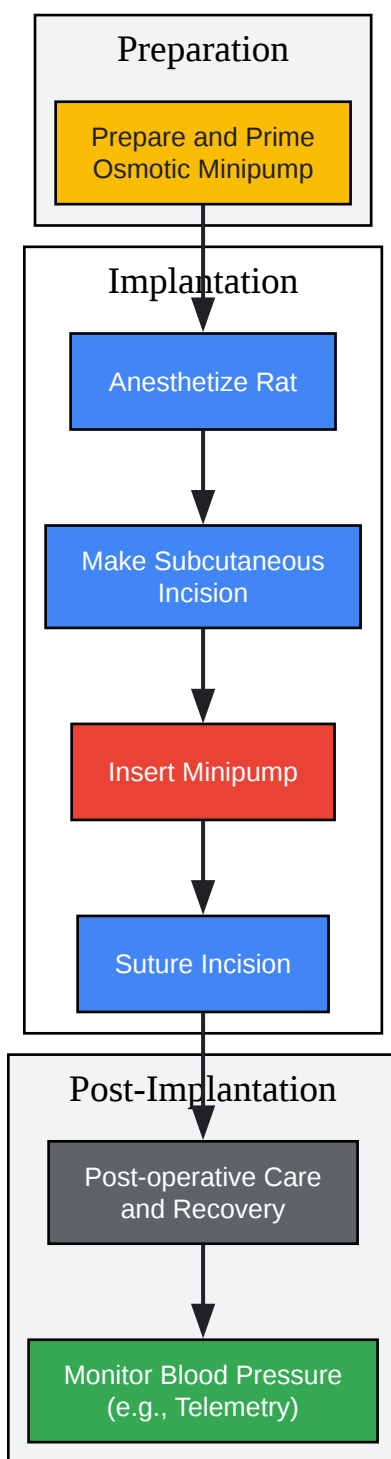 Preparation
Prepare and Prime
Osmotic Minipump
Implantation
Anesthetize Rat
Make Subcutaneous
Incision
Insert Minipump
Suture Incision
Post-Implantation
Post-operative Care
and Recovery
Monitor Blood Pressure
(e.g., Telemetry)